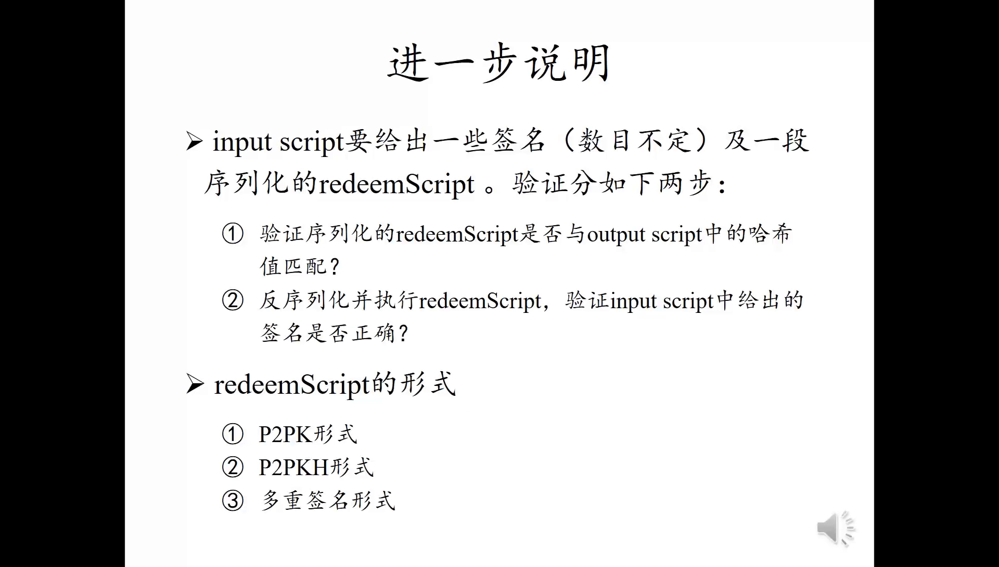 进一步说明
➢ input script要给出一些签名（数目不定）及一段
序列化的redeemScript 。验证分如下两步：
① 验证序列化的redeemScript是否与output script中的哈希
值匹配？
② 反序列化并执行redeemScript，验证input script中给出的
签名是否正确？
➢ redeemScript的形式
① P2PK形式
② P2PKH形式
③ 多重签名形式